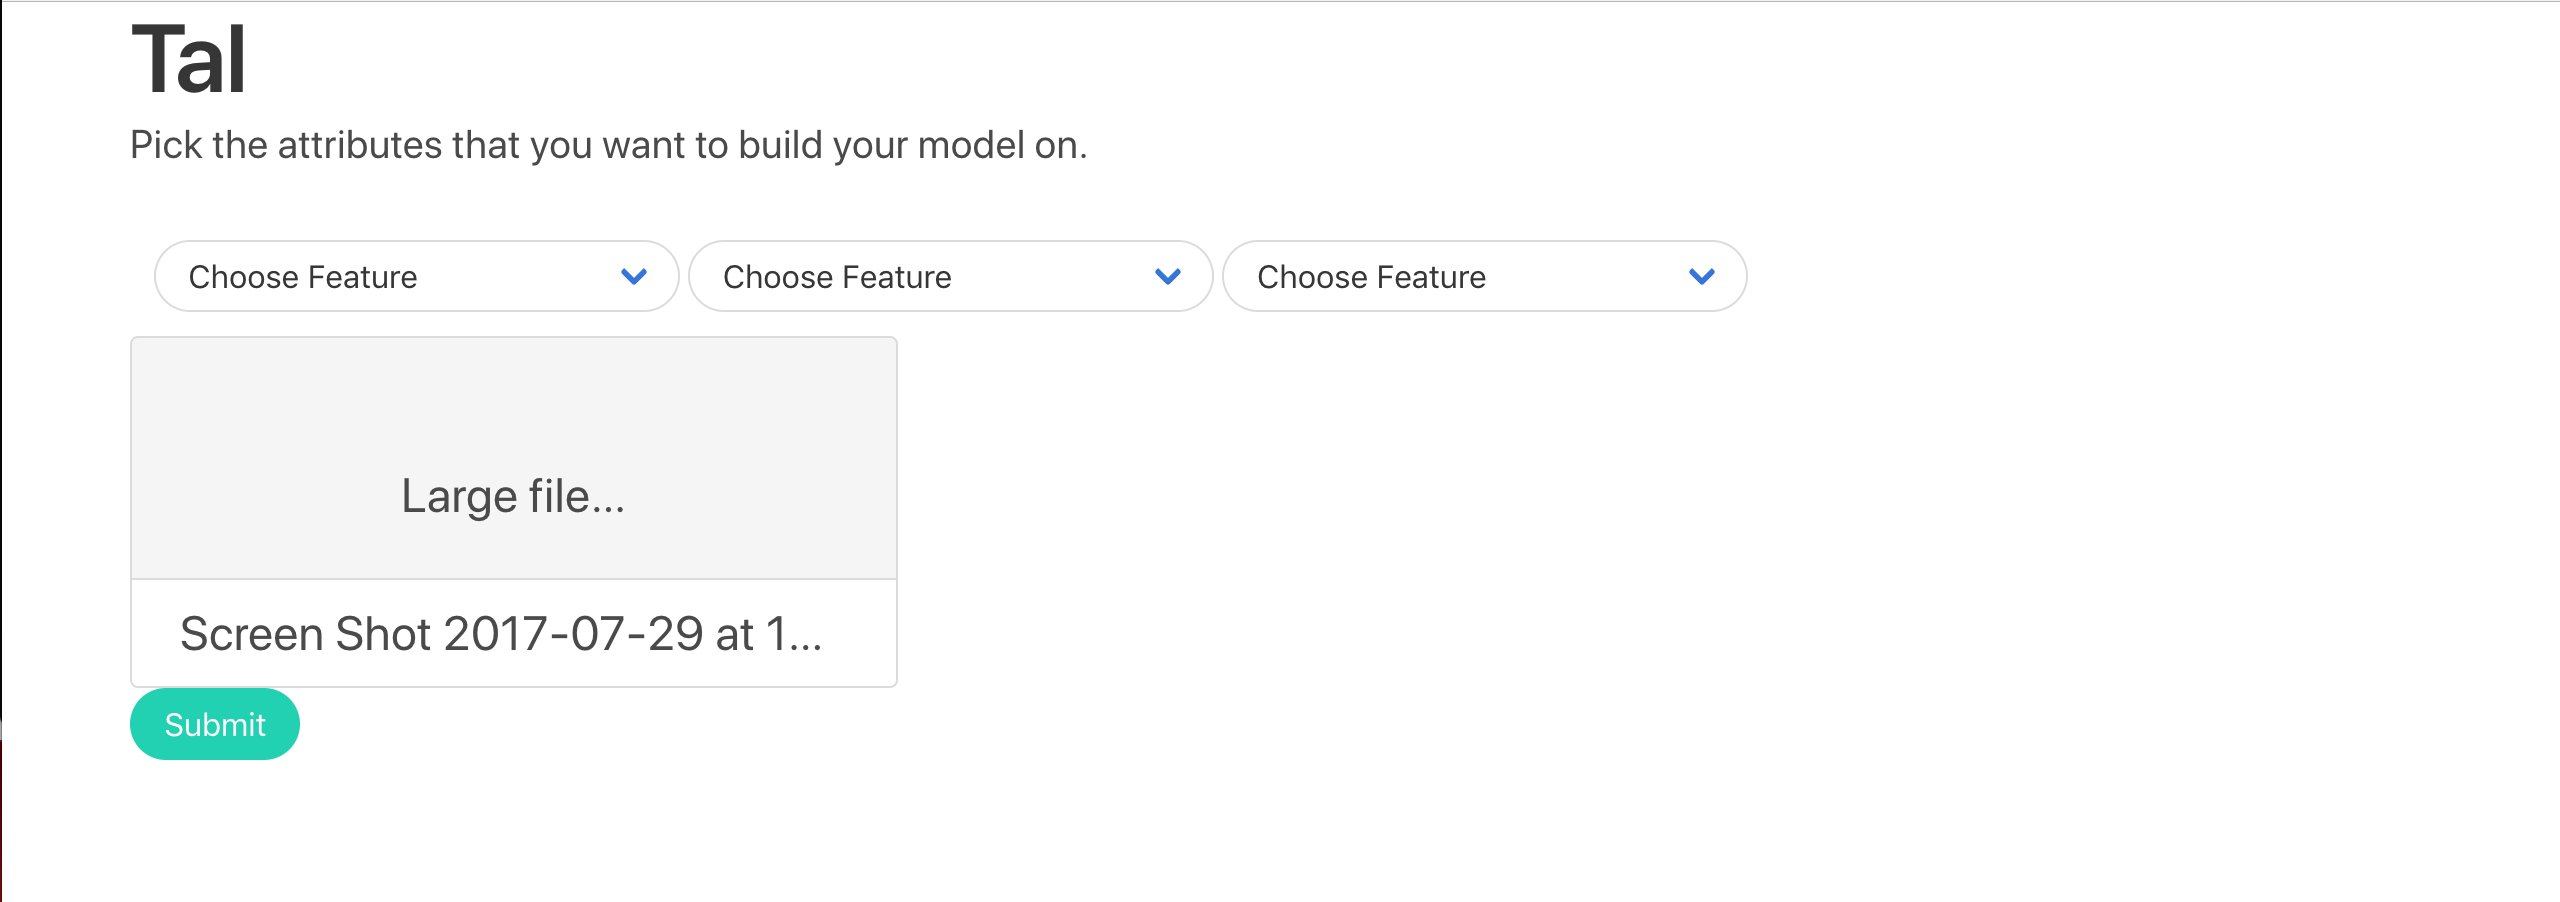 Tal
Pick the attributes that you want to build your model on.
Choose Feature Choose Feature Choose Feature
Large file...
Screen Shot 2017-07-29 at 1...
Submit